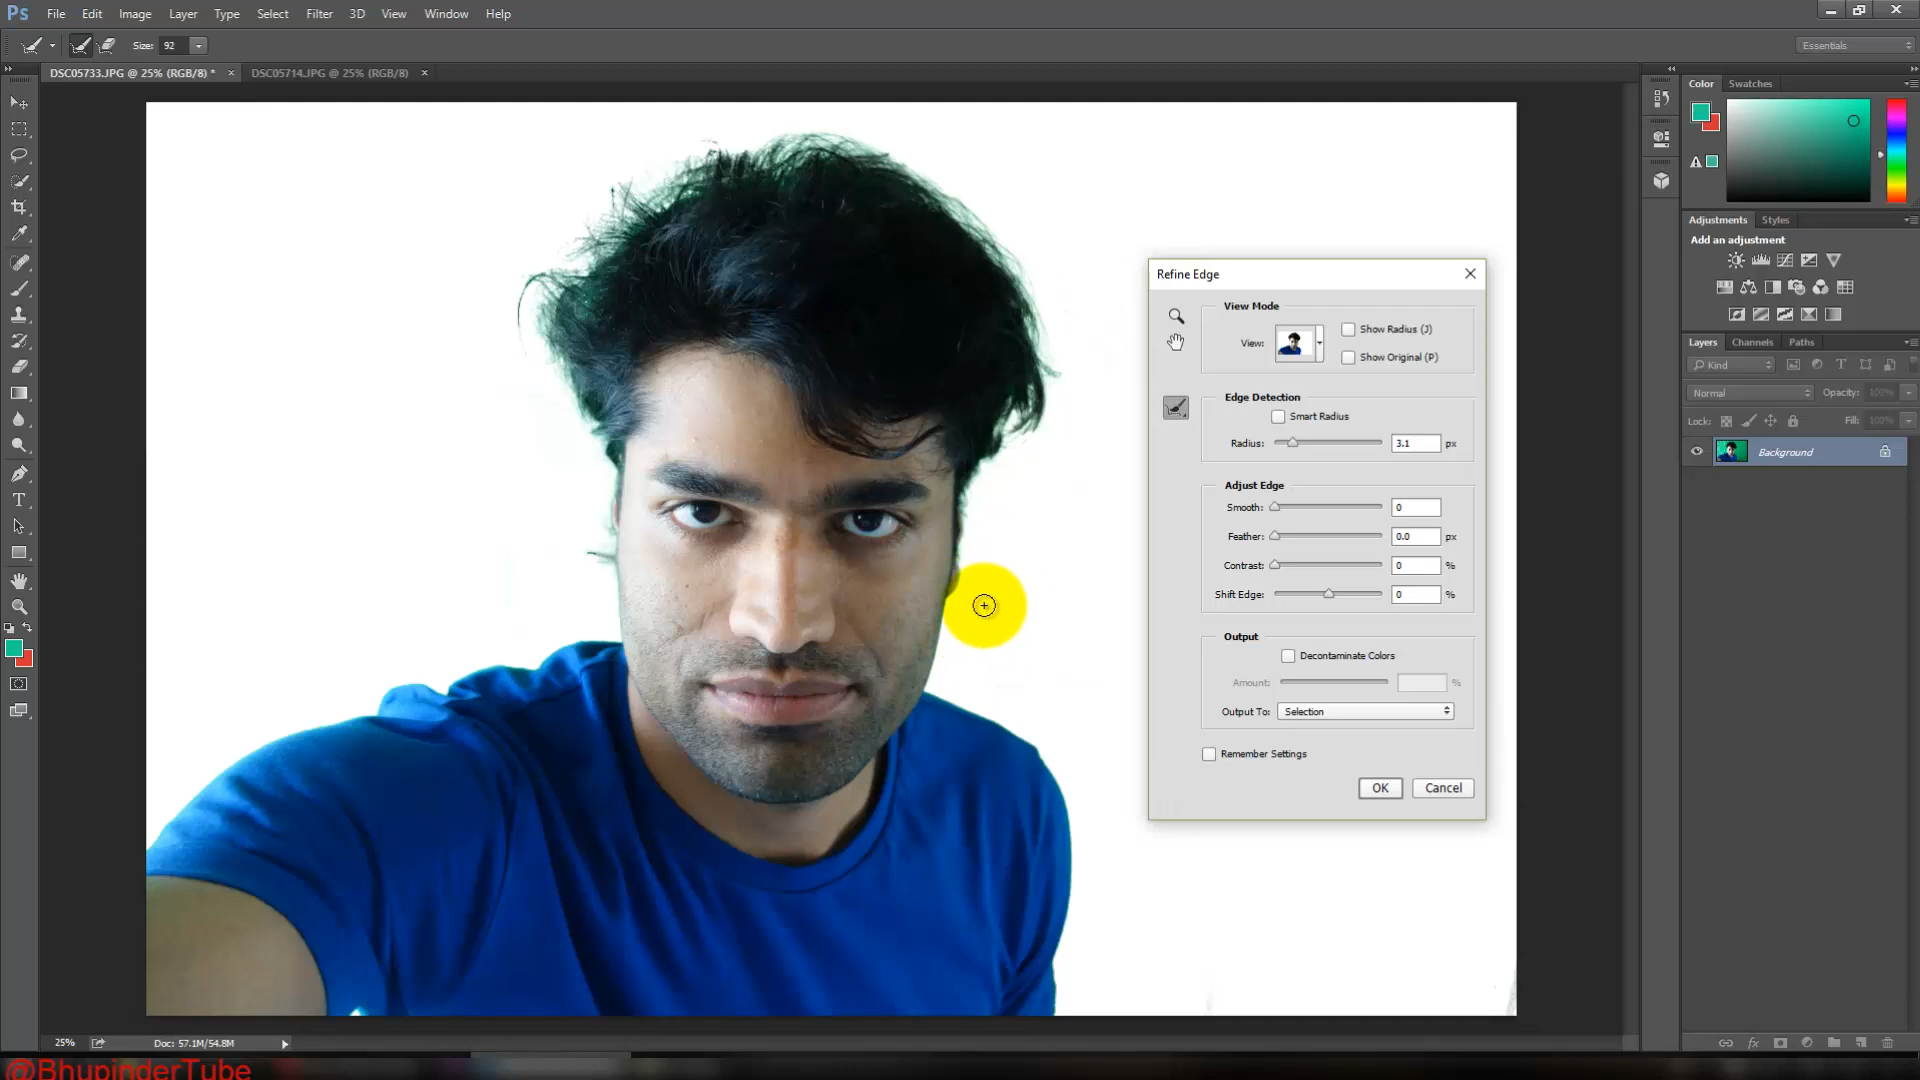 Ps File Edit Image Layer Type Select Filter 3D View Window Help
Size: 92 Essentials
DSC05733.JPG @ 25% (RGB/8) * × DSC05714.JPG @ 25% (RGB/8) ×
Color Swatches
Adjustments Styles
Add an adjustment
Layers Channels Paths
Kind
Normal Opacity: 100%
Lock: Fill: 100%
Background
Refine Edge
View Mode
View: Show Radius (J)
Show Original (P)
Edge Detection
Smart Radius
Radius: 3.1 px
Adjust Edge
Smooth: 0
Feather: 0.0 px
Contrast: 0 %
Shift Edge: 0 %
Output
Decontaminate Colors
Amount: %
Output To: Selection
Remember Settings
OK Cancel
25% Doc: 57.1M/54.8M
@BhupinderTube